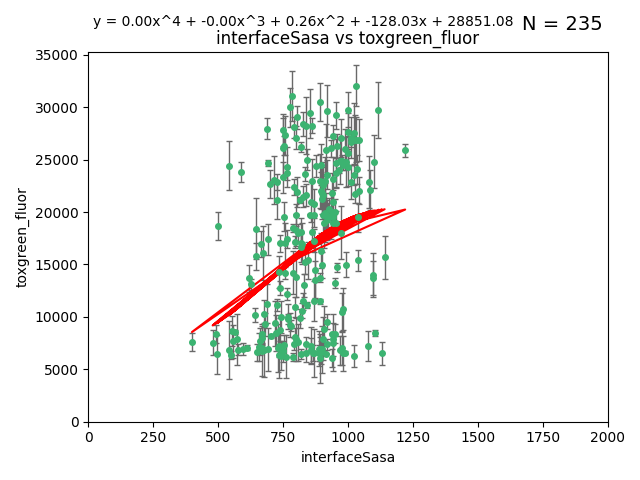 y = 0.00x^4 + -0.00x^3 + 0.26x^2 + -128.03x + 28851.08 N = 235
interfaceSasa vs toxgreen_fluor
35000
30000
25000
20000
15000
10000
5000
0
toxgreen_fluor
0 250 500 750 1000 1250 1500 1750 2000
interfaceSasa